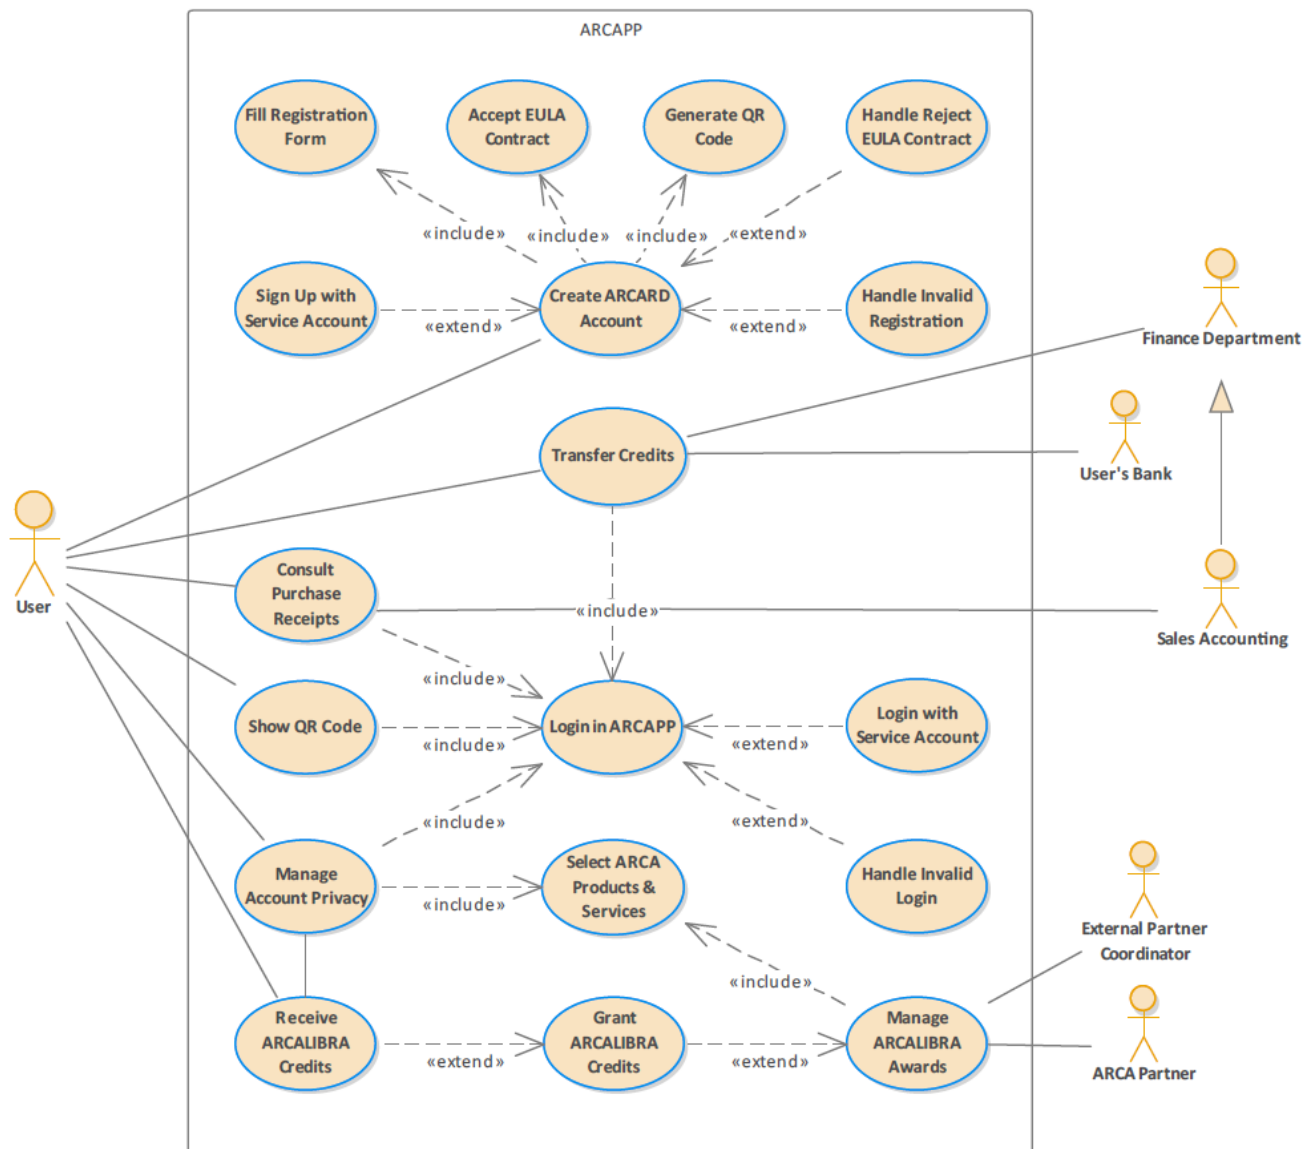 ARCAPP
Fill Registration
Form
Accept EULA
Contract
Generate QR
Code
Handle Reject
EULA Contract
«include»
«include»
«include»
«extend»
Sign Up with
Service Account
«extend»
Create ARCARD
Account
«extend»
Handle Invalid
Registration
Finance Department
Transfer Credits
User's Bank
User
Consult
Purchase
Receipts
«include»
Sales Accounting
«include»
Show QR Code
«include»
Login in ARCAPP
«extend»
Login with
Service Account
«include»
«extend»
Manage
Account Privacy
«include»
Select ARCA
Products &
Services
Handle Invalid
Login
External Partner
Coordinator
«include»
Receive
ARCALIBRA
Credits
«extend»
Grant
ARCALIBRA
Credits
«extend»
Manage
ARCALIBRA
Awards
ARCA Partner